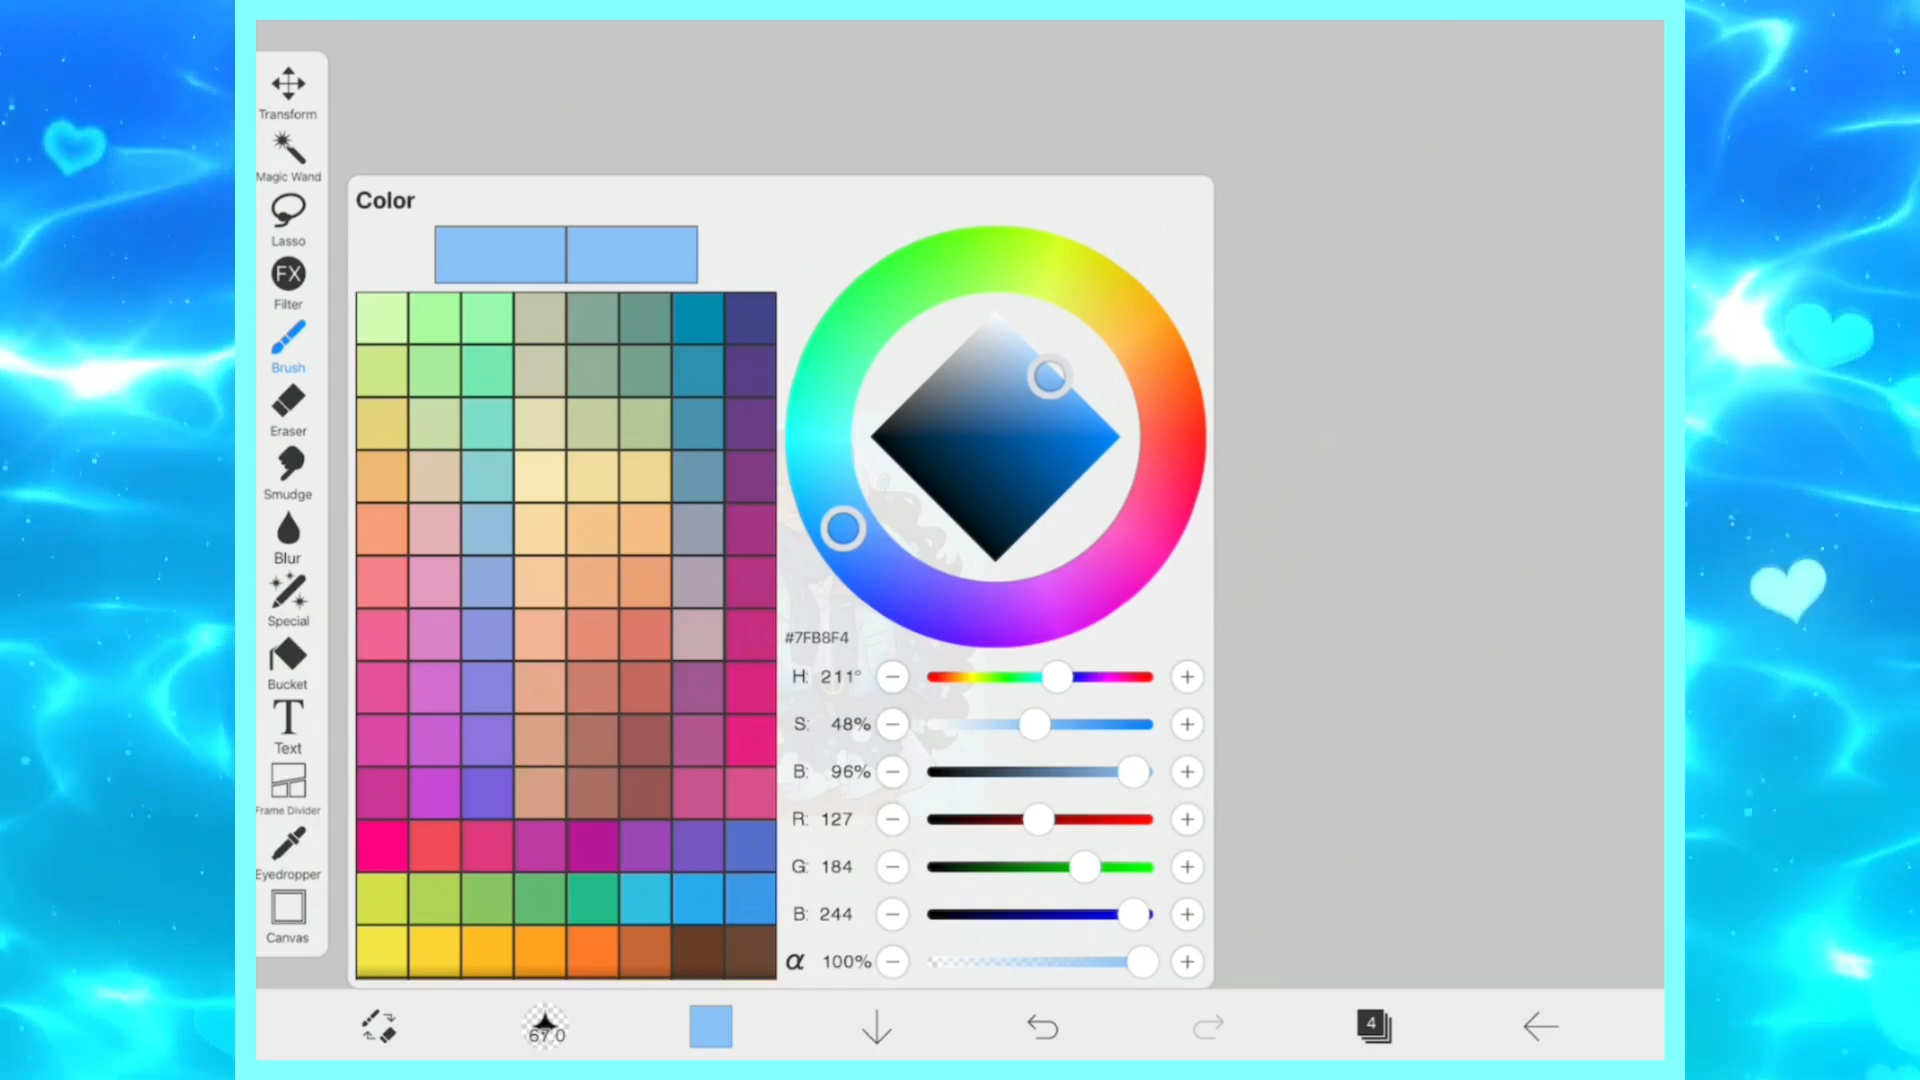 Transform
Magic Wand
Lasso
FX
Filter
Brush
Eraser
Smudge
Blur
Special
Bucket
T
Text
Frame Divider
Eyedropper
Canvas
Color
#7FB8F4
H: 211°
S: 48%
B: 96%
R: 127
G: 184
B: 244
α 100%
67.0
4